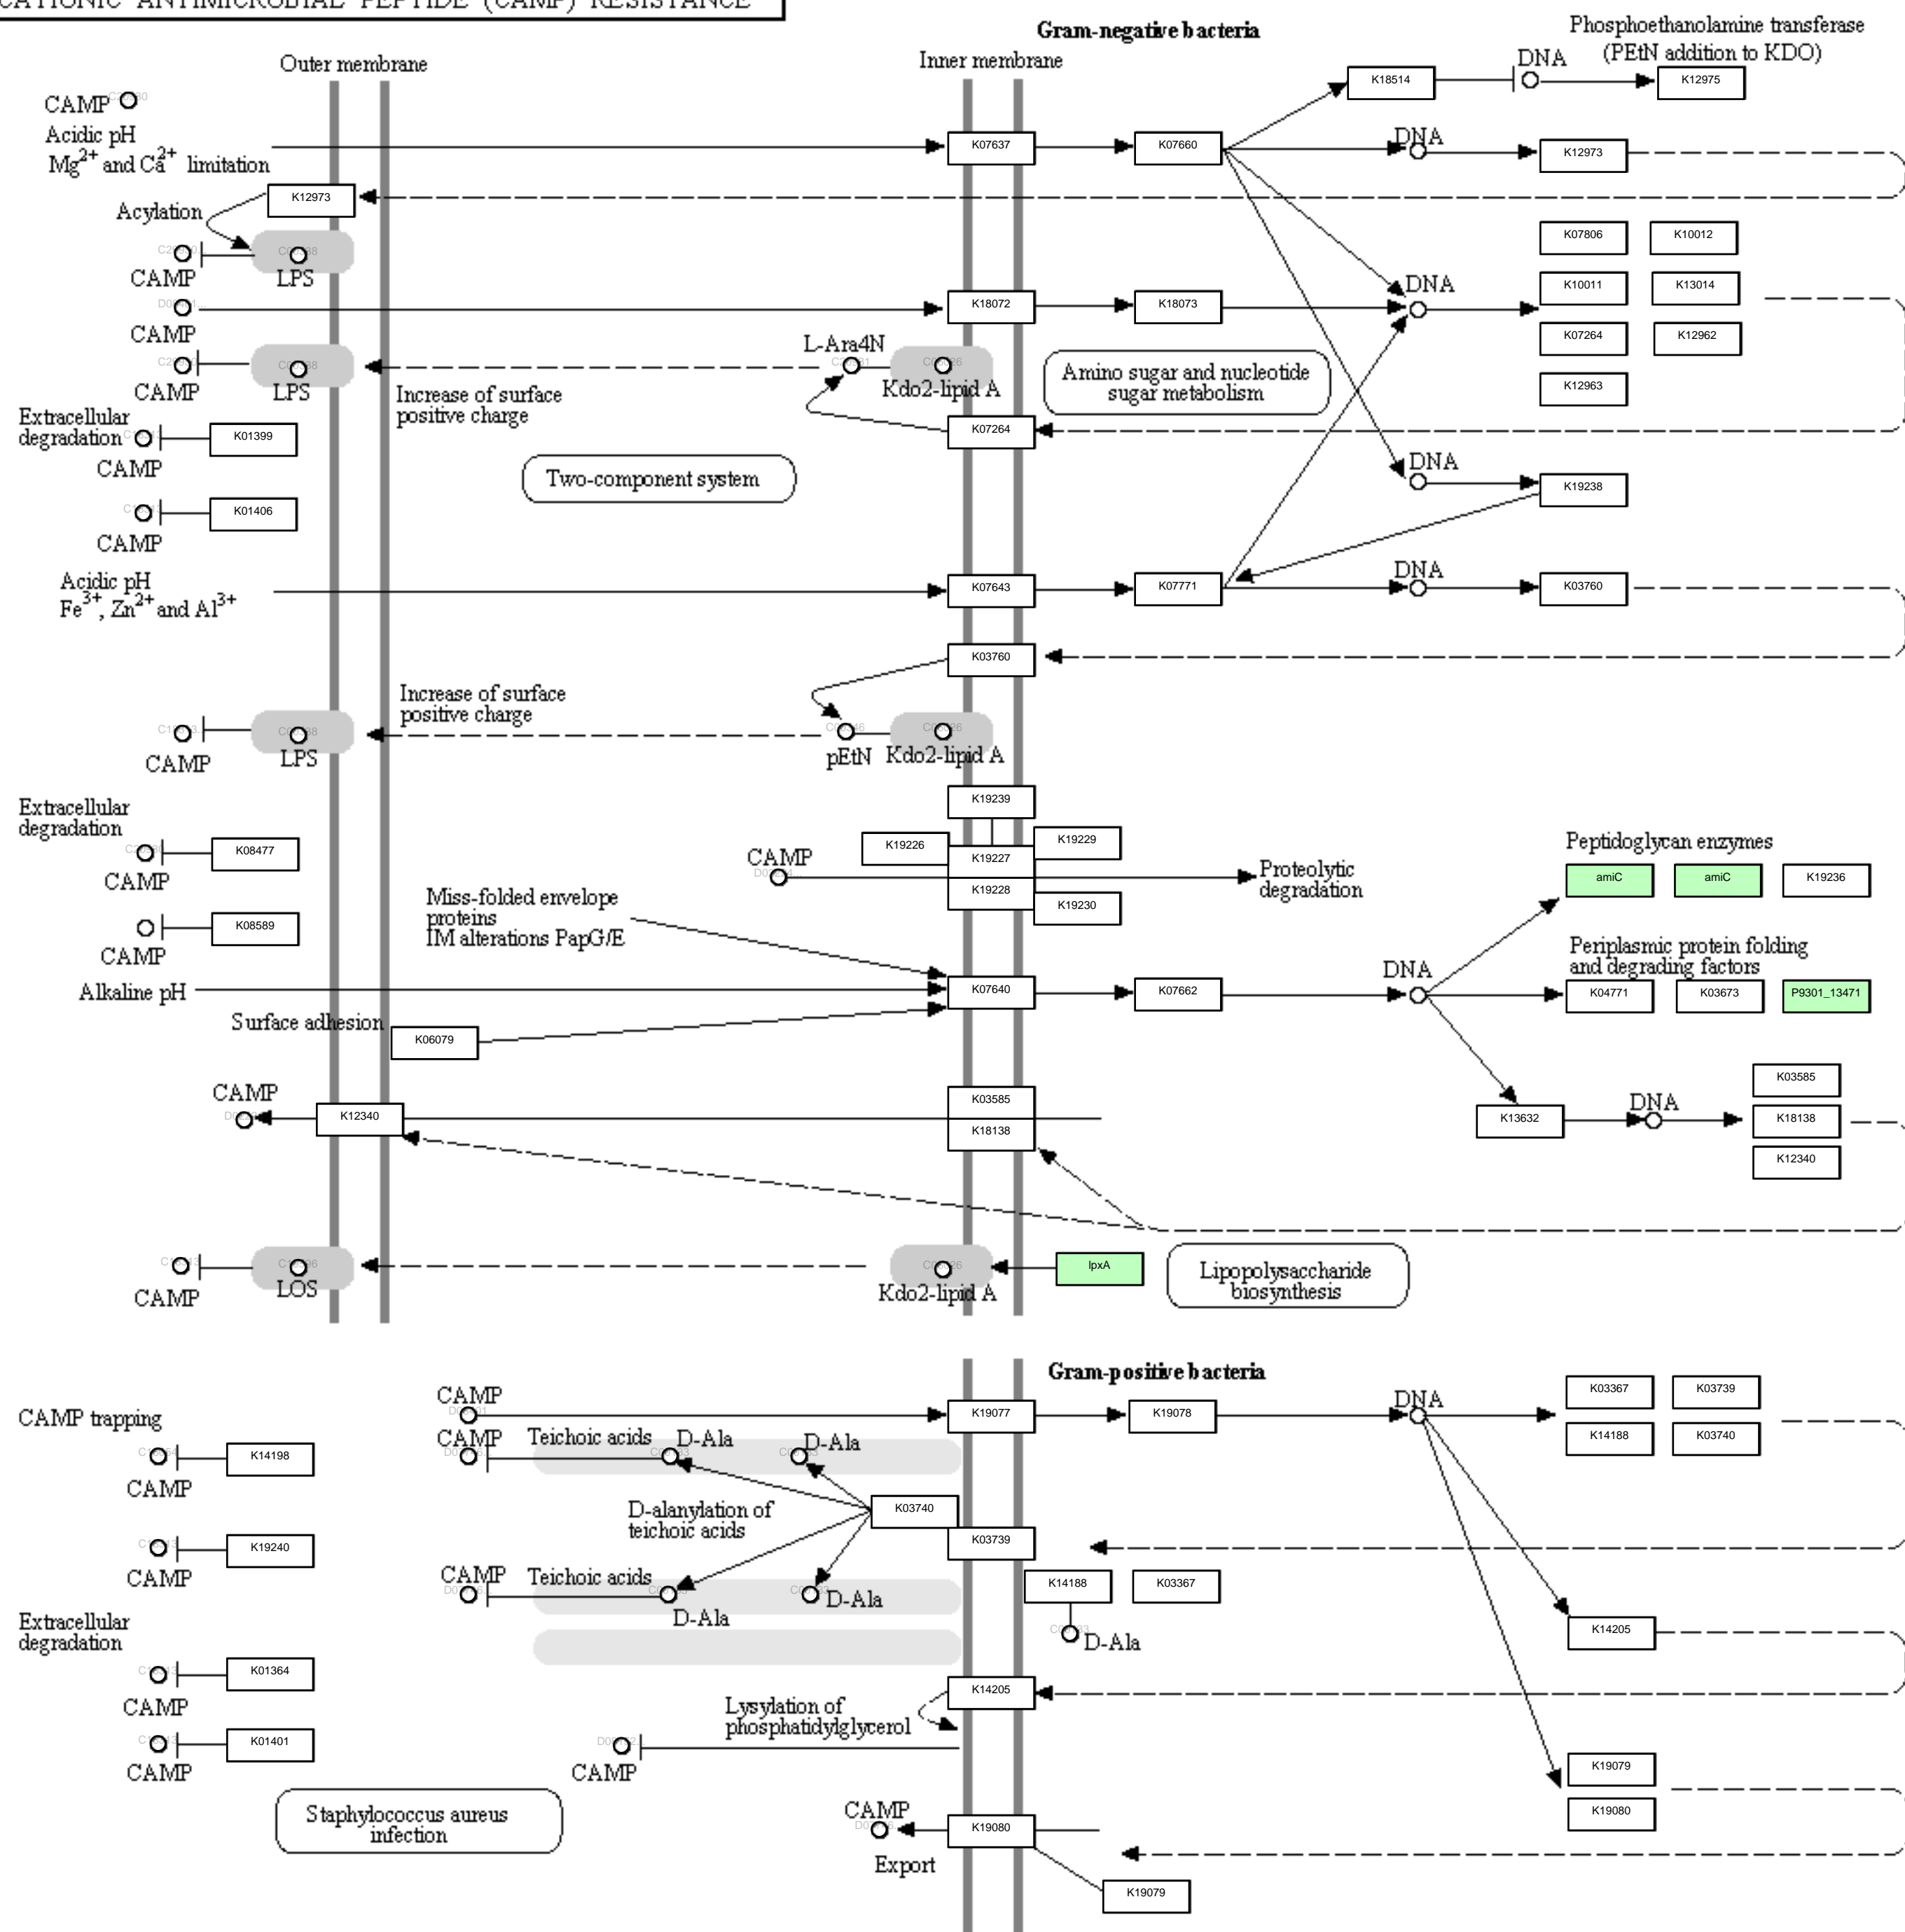 CATIONIC ANTIMICROBIAL PEPTIDE (CAMP) RESISTANCE
Gram-negative bacteria
Phosphoethanolamine transferase
(PEtN addition to KDO)
Outer membrane
Inner membrane
DNA
K18514
K12975
CAMP
Acidic pH
Mg2+ and Ca2+ limitation
K07637
K07660
DNA
K12973
K12973
Acylation
CAMP
LPS
K07806
K10012
CAMP
K18072
K18073
DNA
K10011
K13014
K07264
K12962
K12963
L-Ara4N
CAMP
LPS
Increase of surface
positive charge
Kdo2-lipid A
Amino sugar and nucleotide
sugar metabolism
K07264
Extracellular
degradation
K01399
CAMP
Two-component system
DNA
K19238
K01406
CAMP
Acidic pH
Fe3+, Zn2+ and Al3+
K07643
K07771
DNA
K03760
K03760
Increase of surface
positive charge
CAMP
LPS
pEtN
Kdo2-lipid A
K19239
Extracellular
degradation
K08477
CAMP
CAMP
K19226
K19227
K19229
K19228
K19230
Proteolytic
degradation
Peptidoglycan enzymes
amiC
amiC
K19236
Miss-folded envelope
proteins
IM alterations PapG/E
K08589
CAMP
Periplasmic protein folding
and degrading factors
Alkaline pH
K07640
K07662
DNA
K04771
K03673
P9301_13471
Surface adhesion
K06079
CAMP
K12340
K03585
K18138
K13632
DNA
K03585
K18138
K12340
CAMP
LOS
Kdo2-lipid A
lpxA
Lipopolysaccharide
biosynthesis
Gram-positive bacteria
CAMP trapping
CAMP
K19077
K19078
DNA
K03367
K03739
K14188
K03740
K14198
CAMP
CAMP
Teichoic acids
D-Ala
D-Ala
D-alanylation of
teichoic acids
K03740
K03739
K19240
CAMP
CAMP
Teichoic acids
D-Ala
D-Ala
K14188
K03367
D-Ala
Extracellular
degradation
K14205
K01364
CAMP
K14205
Lysylation of
phosphatidylglycerol
K01401
CAMP
CAMP
K19079
K19080
Staphylococcus aureus
infection
CAMP
K19080
Export
K19079